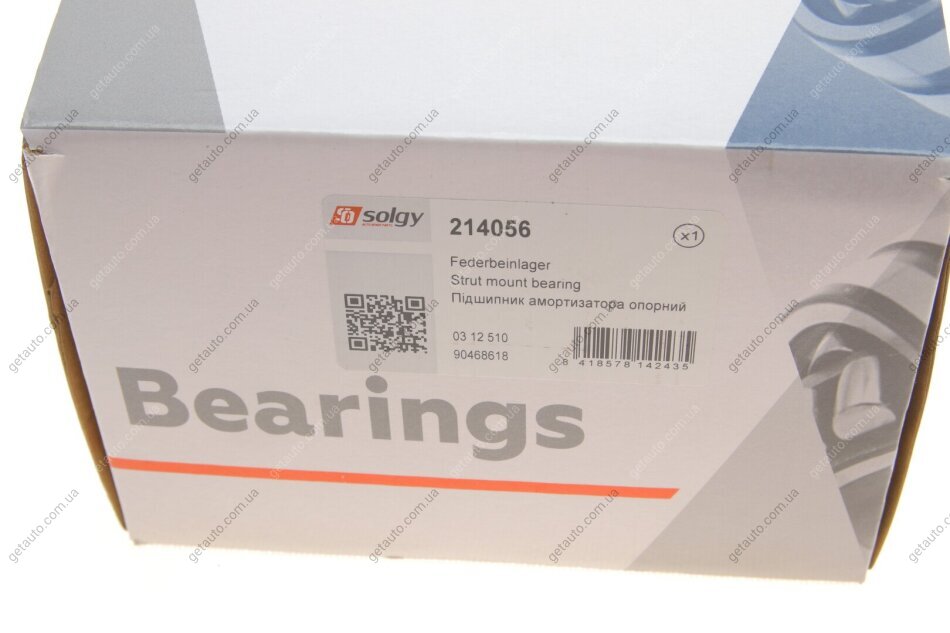 solgy
214056
x1
Federbeinlager
Strut mount bearing
Підшипник амортизатора опорний
03 12 510
90468618
8 418578 142435
Bearings
getauto.com.ua